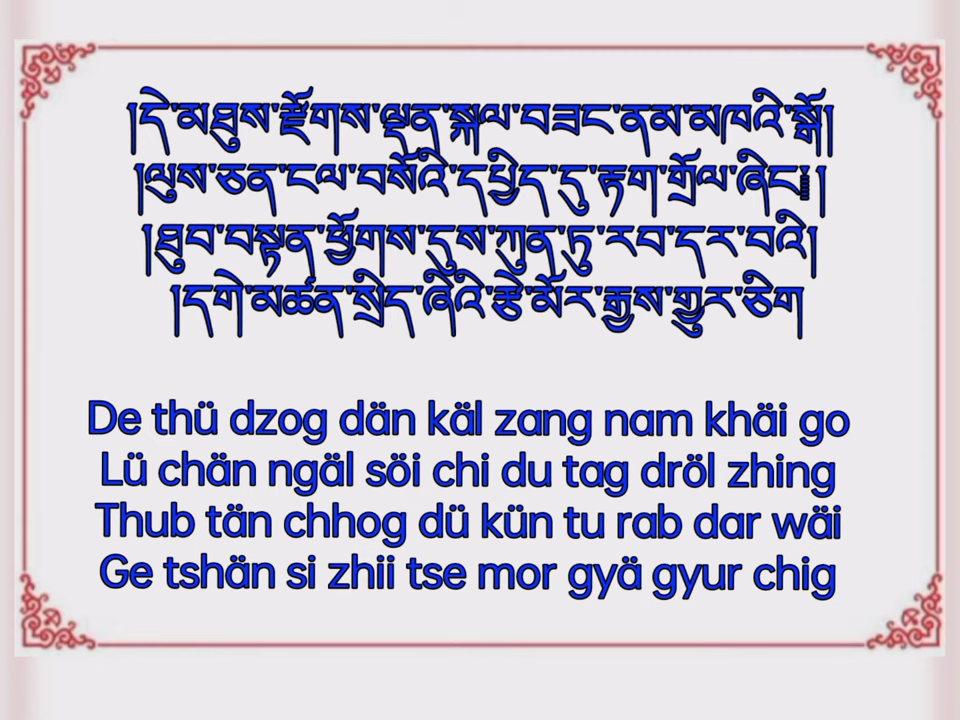 །དེ་མཐུས་རྫོགས་ལྡན་སྐལ་བཟང་ནམ་མཁའི་སྒོ།
།ལུས་ཅན་ངལ་བསོའི་དཔྱིད་དུ་རྟག་གྲོལ་ཞིང༌།
།ཐུབ་བསྟན་ཕྱོགས་དུས་ཀུན་ཏུ་རབ་དར་བའི།
།དགེ་མཚན་སྲིད་ཞིའི་རྩེ་མོར་རྒྱས་གྱུར་ཅིག
De thü dzog dän käl zang nam khäi go
Lü chän ngäl söi chi du tag dröl zhing
Thub tän chhog dü kün tu rab dar wäi
Ge tshän si zhii tse mor gyä gyur chig